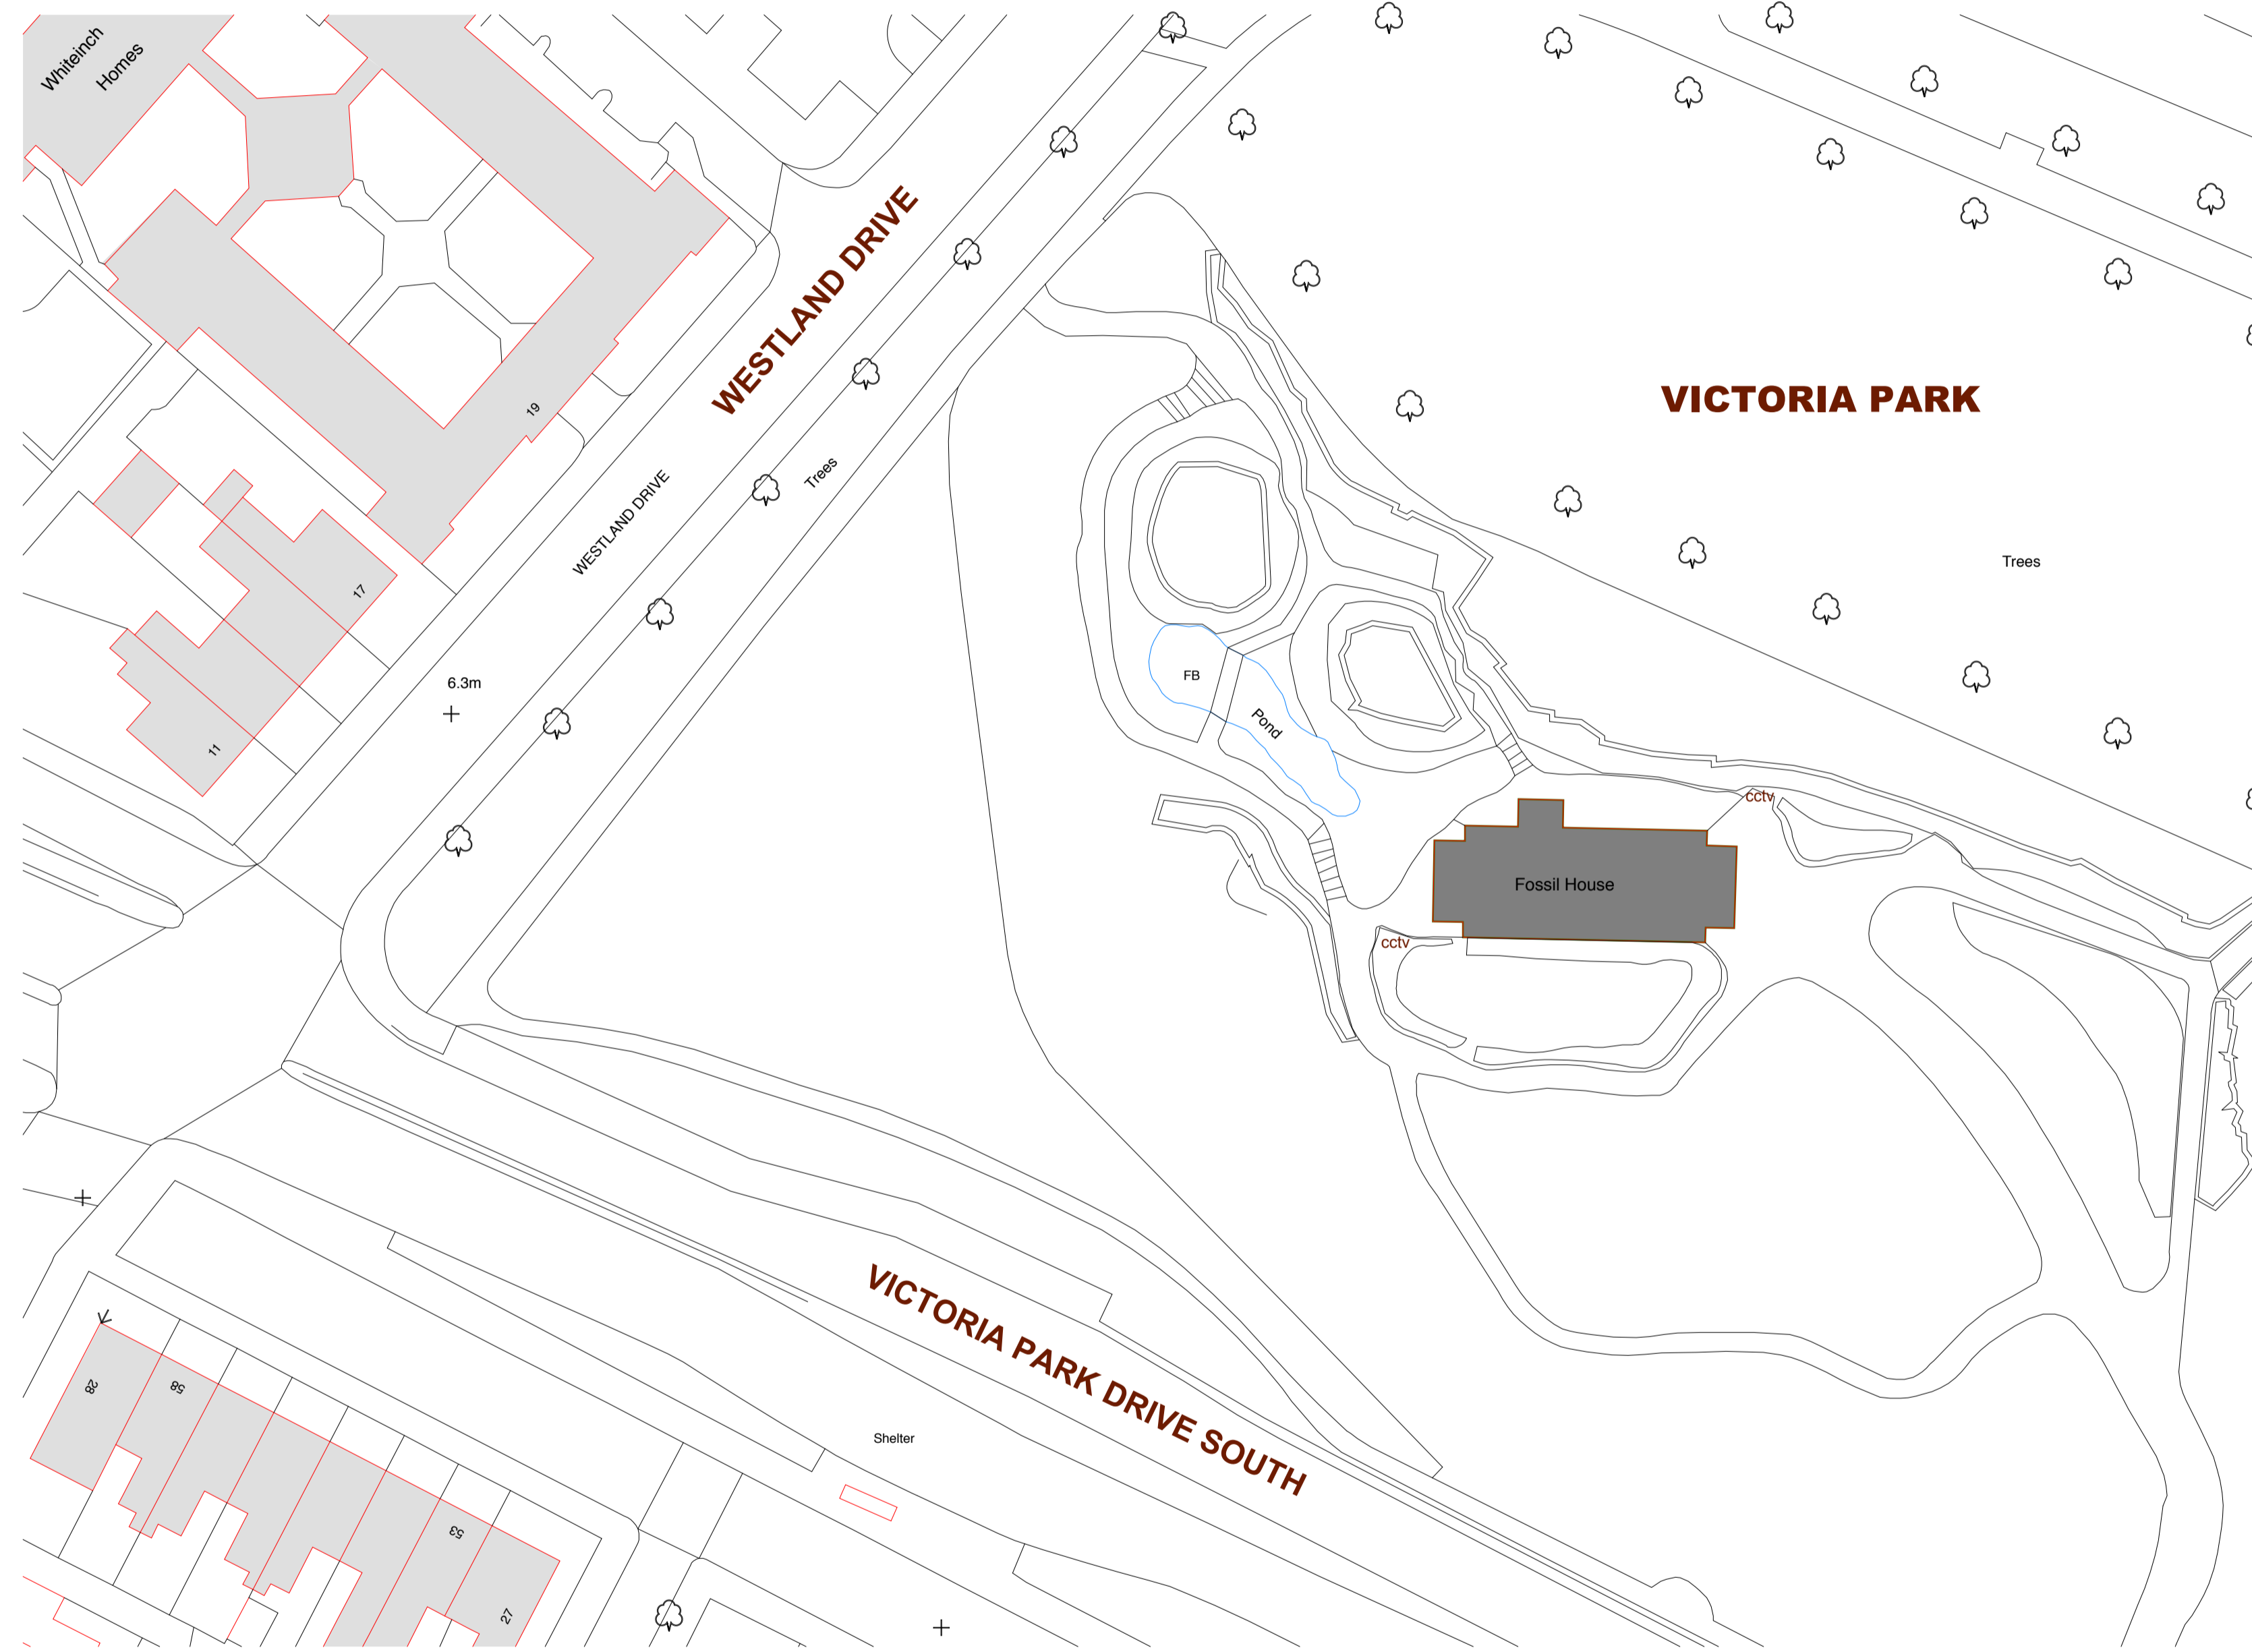 Whiteinch
Homes
WESTLAND DRIVE
VICTORIA PARK
19
Trees
WESTLAND DRIVE
Trees
17
6.3m
FB
Pond
11
cctv
Fossil House
cctv
VICTORIA PARK DRIVE SOUTH
28
58
Shelter
53
27